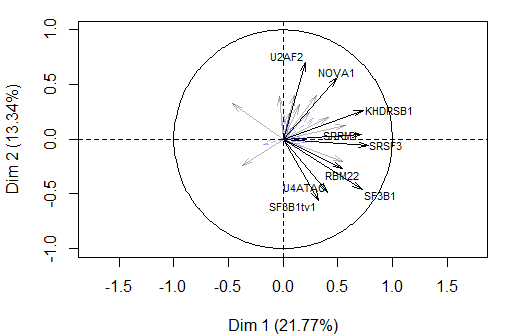 1.0
U2AF2
NOVA1
0.5
KHDRSB1
0.0
SRSF3
RBM22
U4ATAC
SF3B1
-0.5
SF3B1tv1
-1.0
Dim 2 (13.34%)
-1.5 -1.0 -0.5 0.0 0.5 1.0 1.5
Dim 1 (21.77%)